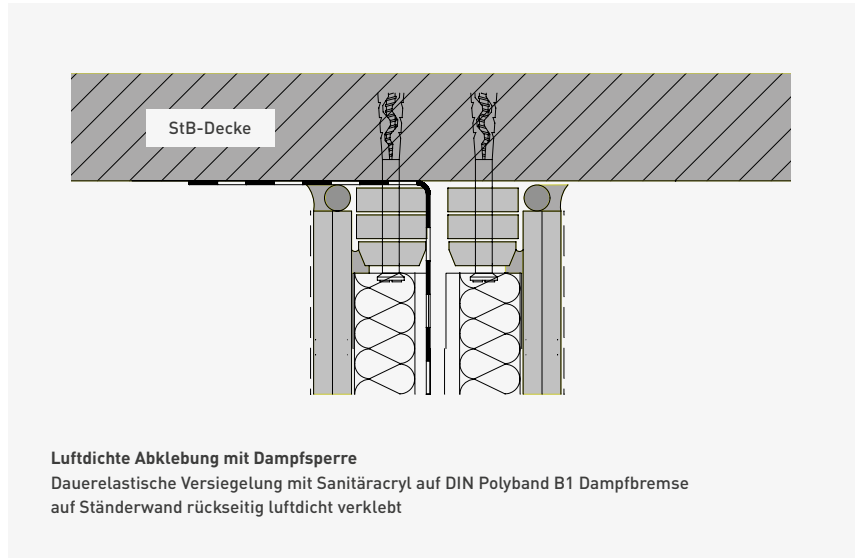 StB-Decke
Luftdichte Abklebung mit Dampfsperre
Dauerelastische Versiegelung mit Sanitäracryl auf DIN Polyband B1 Dampfbremse
auf Ständerwand rückseitig luftdicht verklebt